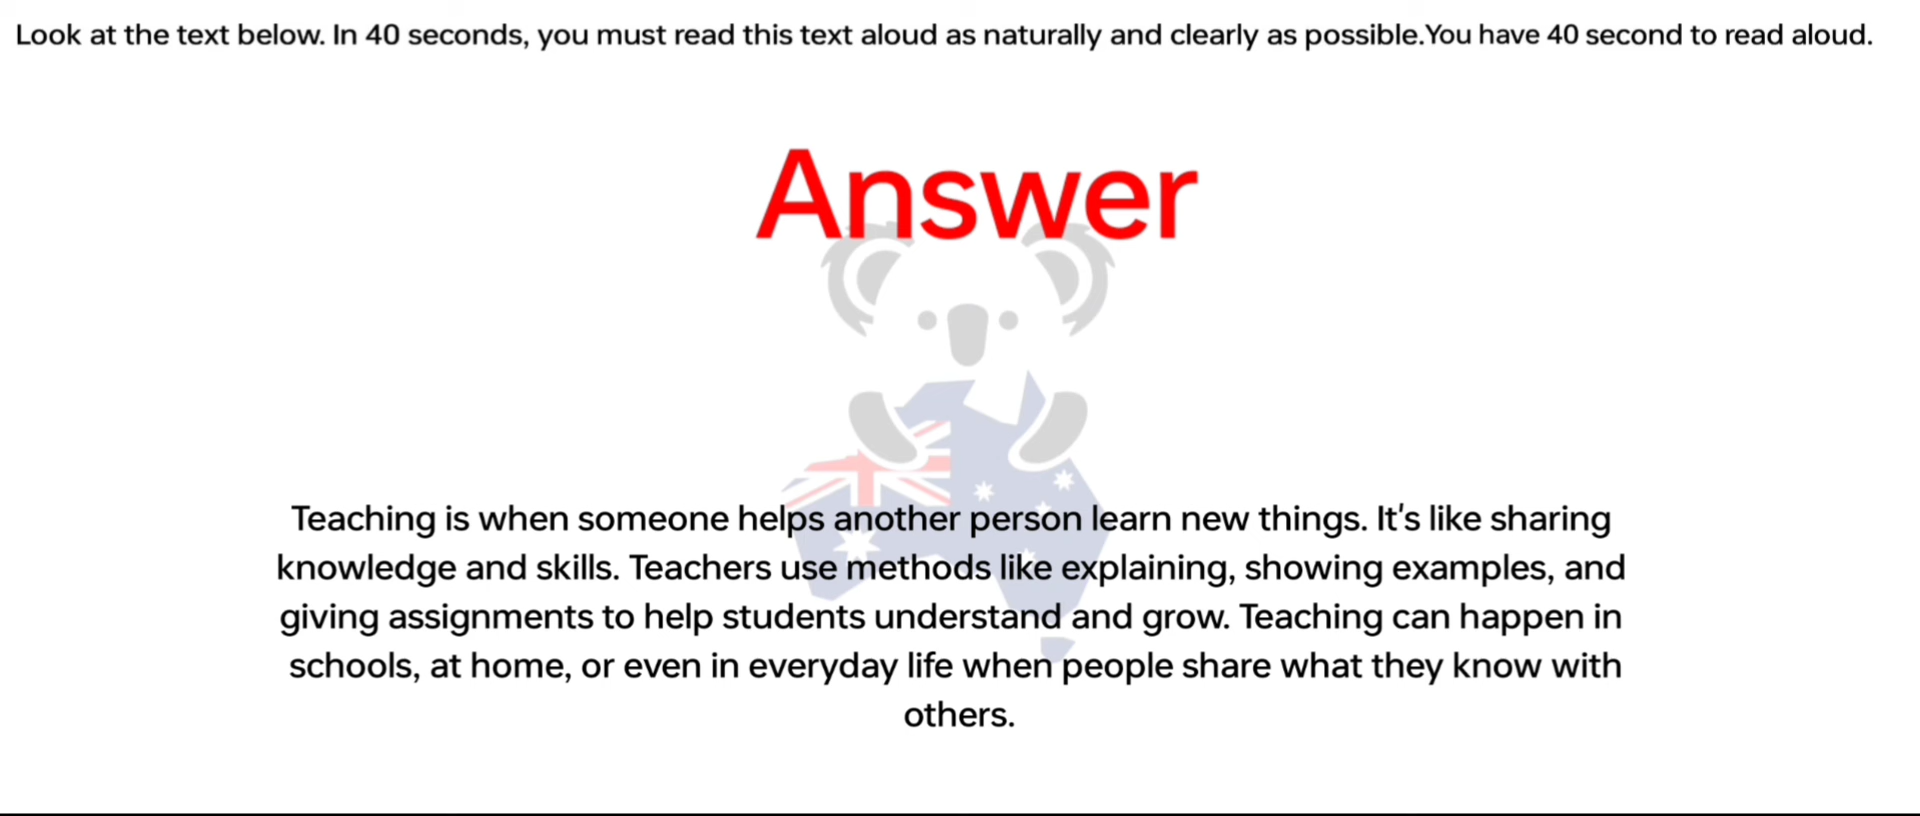 Look at the text below. In 40 seconds, you must read this text aloud as naturally and clearly as possible.You have 40 second to read aloud.
Answer
Teaching is when someone helps another person learn new things. It's like sharing
knowledge and skills. Teachers use methods like explaining, showing examples, and
giving assignments to help students understand and grow. Teaching can happen in
schools, at home, or even in everyday life when people share what they know with
others.